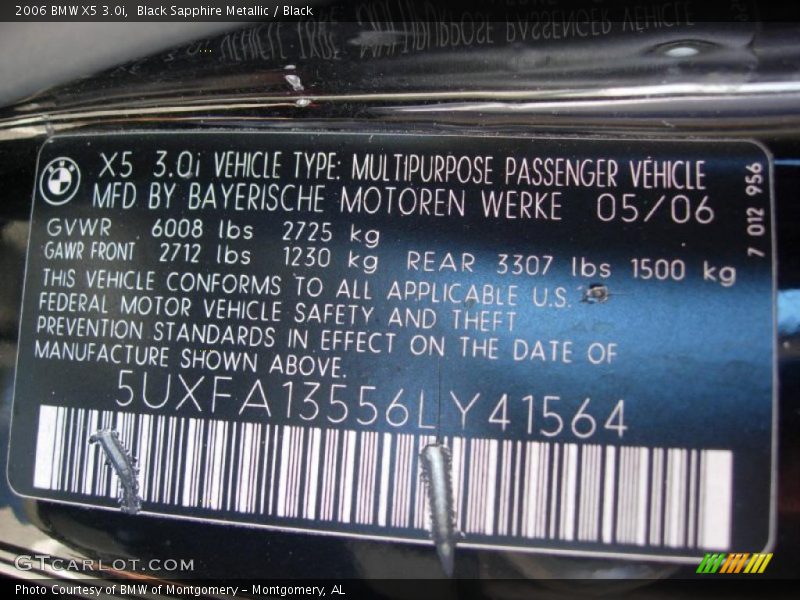 2006 BMW X5 3.0i, Black Sapphire Metallic / Black
X5 3.0i VEHICLE TYPE: MULTIPURPOSE PASSENGER VEHICLE
MFD BY BAYERISCHE MOTOREN WERKE 05/06
GVWR 6008 lbs 2725 kg
GAWR FRONT 2712 lbs 1230 kg REAR 3307 lbs 1500 kg
THIS VEHICLE CONFORMS TO ALL APPLICABLE U.S.
FEDERAL MOTOR VEHICLE SAFETY AND THEFT
PREVENTION STANDARDS IN EFFECT ON THE DATE OF
MANUFACTURE SHOWN ABOVE.
5UXFA13556LY41564
7 012 956
GTCARLOT.COM
Photo Courtesy of BMW of Montgomery - Montgomery, AL